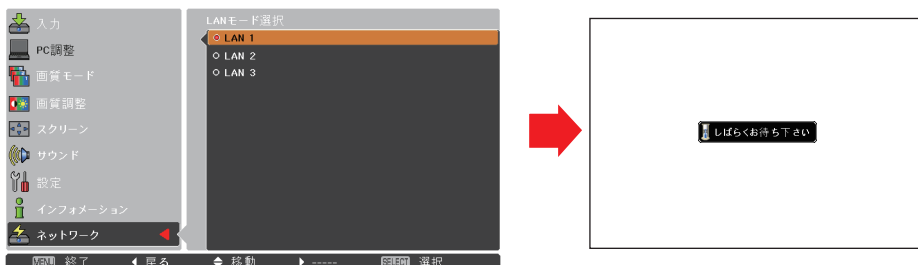 入力
PC調整
画質モード
画質調整
スクリーン
サウンド
設定
インフォメーション
ネットワーク
LANモード選択
LAN 1
LAN 2
LAN 3
MENU 終了 戻る 移動 ----- SELECT 選択
しばらくお待ち下さい